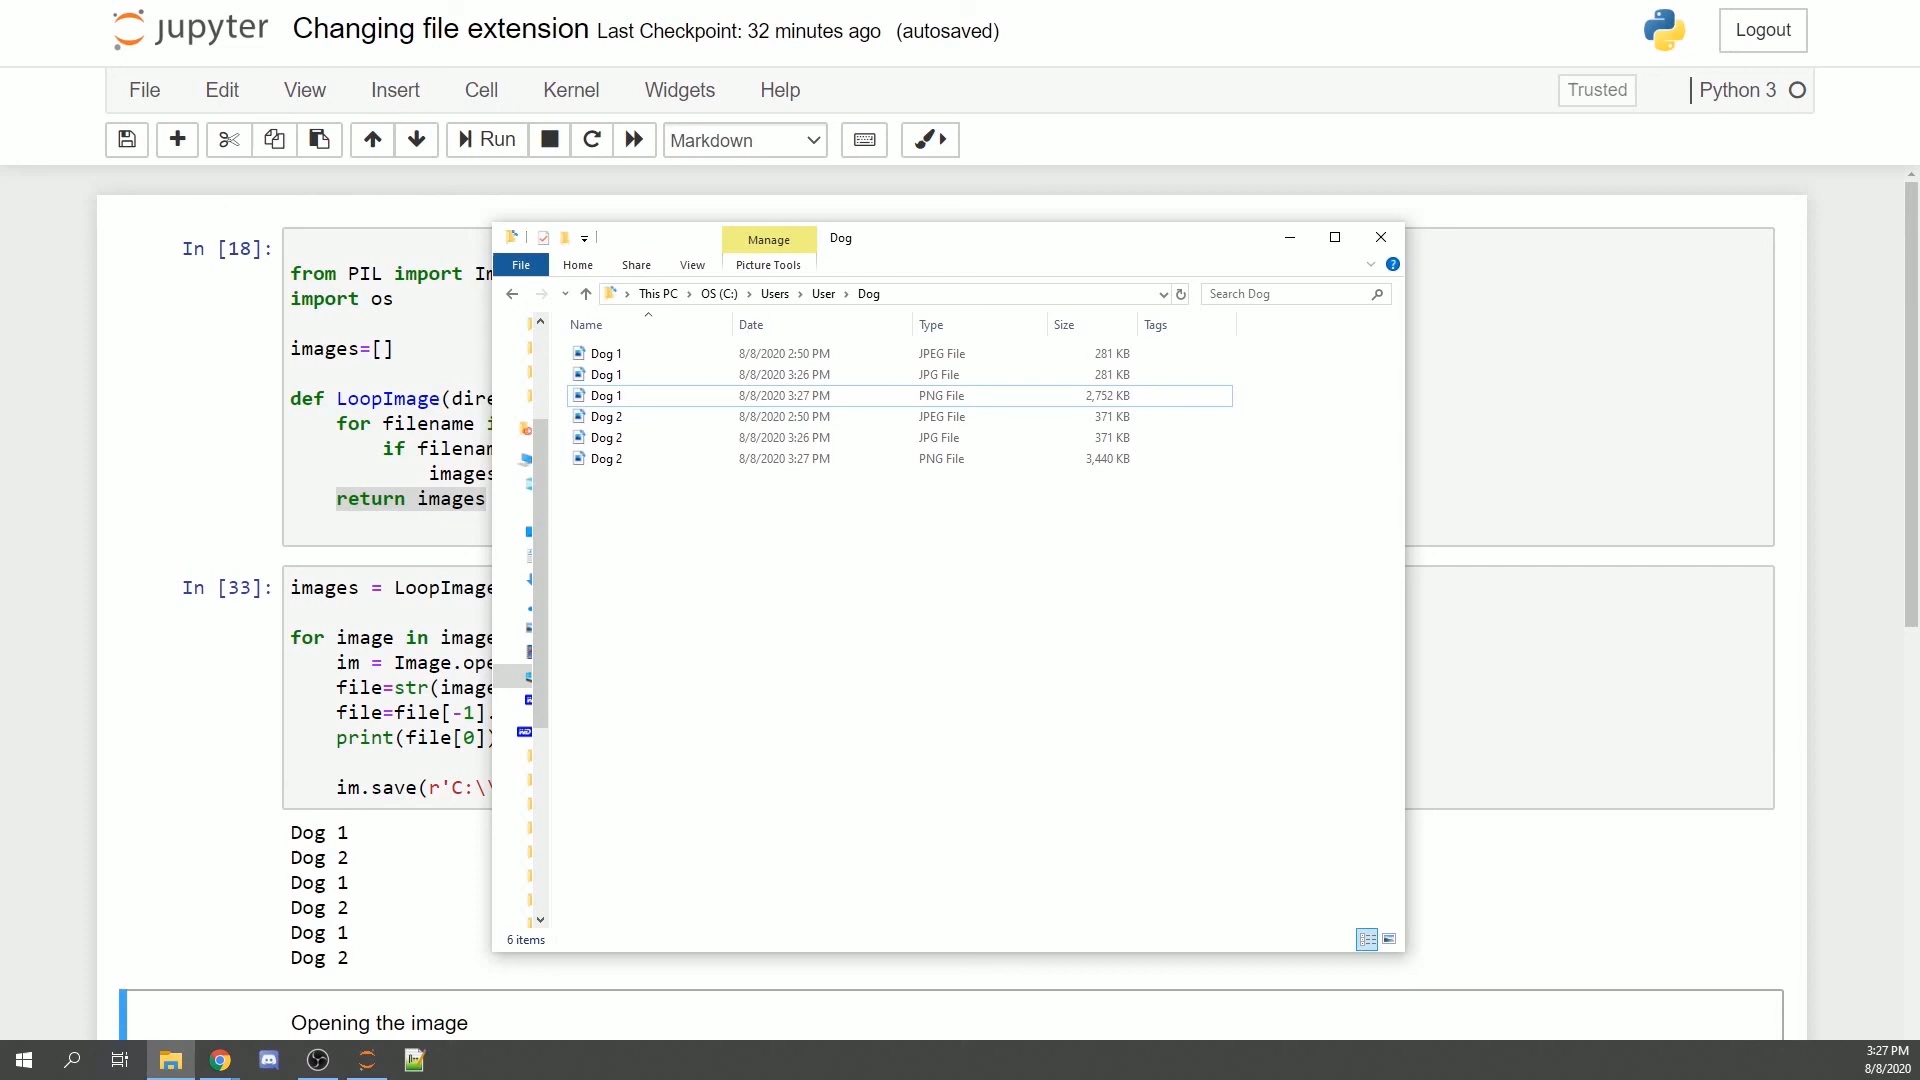 jupyter Changing file extension Last Checkpoint: 32 minutes ago (autosaved) Logout
File Edit View Insert Cell Kernel Widgets Help Trusted Python 3
Run Markdown
In [18]:
from PIL import Im
import os
images=[]
def LoopImage(dire
for filename i
if filenam
images
return images
In [33]:
images = LoopImage
for image in image
im = Image.ope
file=str(image
file=file[-1].
print(file[0])
im.save(r'C:\\
Dog 1
Dog 2
Dog 1
Dog 2
Dog 1
Dog 2
Opening the image
Manage Dog
File Home Share View Picture Tools
This PC › OS (C:) › Users › User › Dog Search Dog
Name Date Type Size Tags
Dog 1 8/8/2020 2:50 PM JPEG File 281 KB
Dog 1 8/8/2020 3:26 PM JPG File 281 KB
Dog 1 8/8/2020 3:27 PM PNG File 2,752 KB
Dog 2 8/8/2020 2:50 PM JPEG File 371 KB
Dog 2 8/8/2020 3:26 PM JPG File 371 KB
Dog 2 8/8/2020 3:27 PM PNG File 3,440 KB
6 items
3:27 PM
8/8/2020